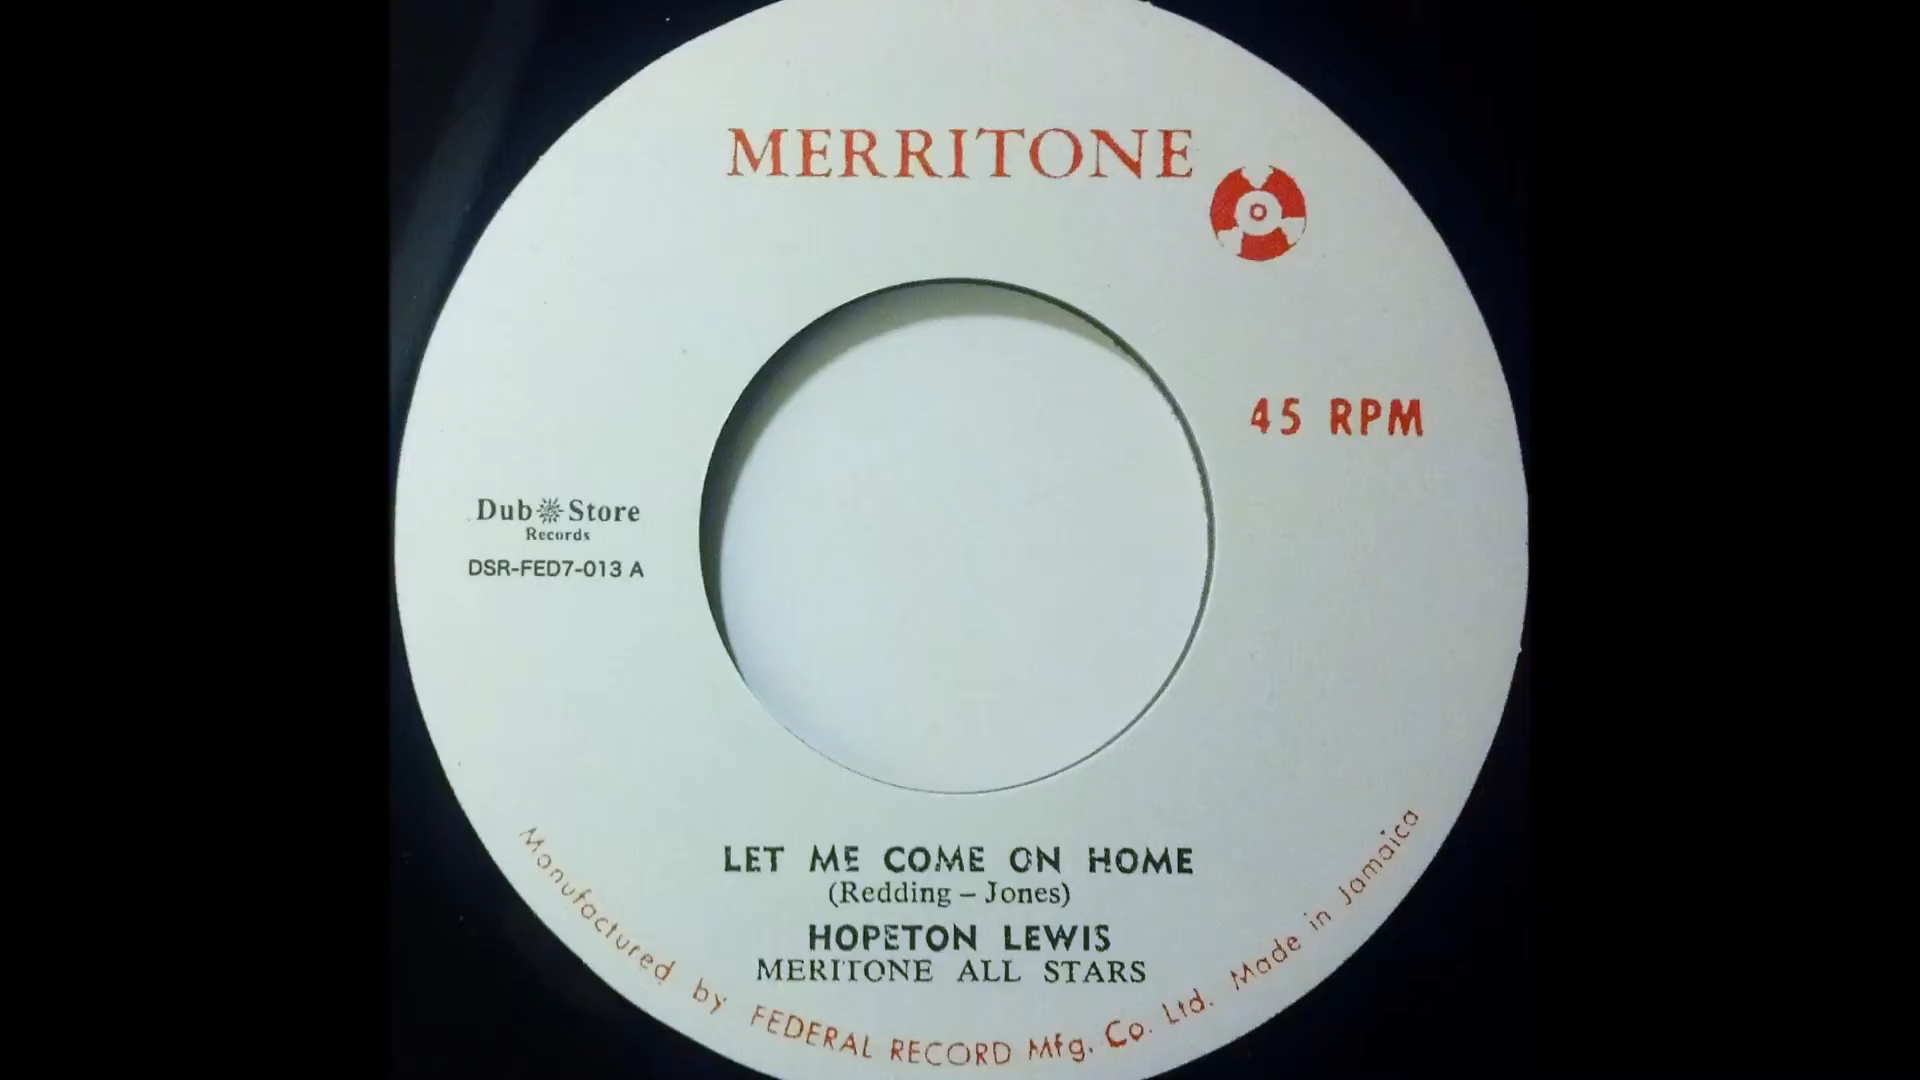 MERRITONE
45 RPM
Dub Store
Records
DSR-FED7-013 A
LET ME COME ON HOME
(Redding – Jones)
HOPETON LEWIS
MERITONE ALL STARS
Manufactured by FEDERAL RECORD Mfg. Co. Ltd. Made in Jamaica